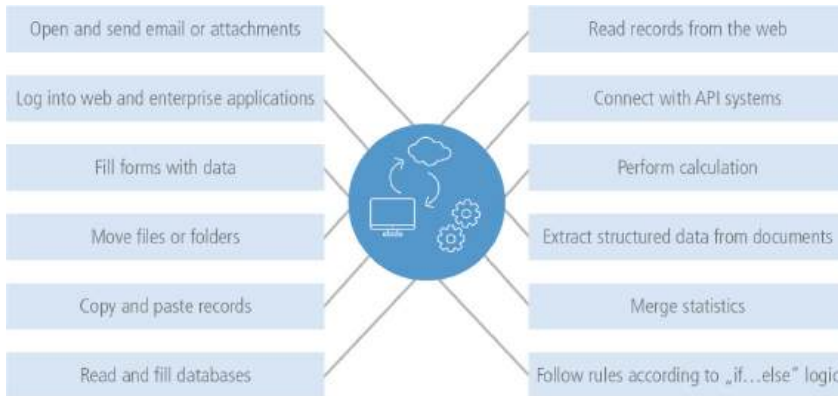 Open and send email or attachments
Log into web and enterprise applications
Fill forms with data
Move files or folders
Copy and paste records
Read and fill databases
Read records from the web
Connect with API systems
Perform calculation
Extract structured data from documents
Merge statistics
Follow rules according to „if...else“ logic